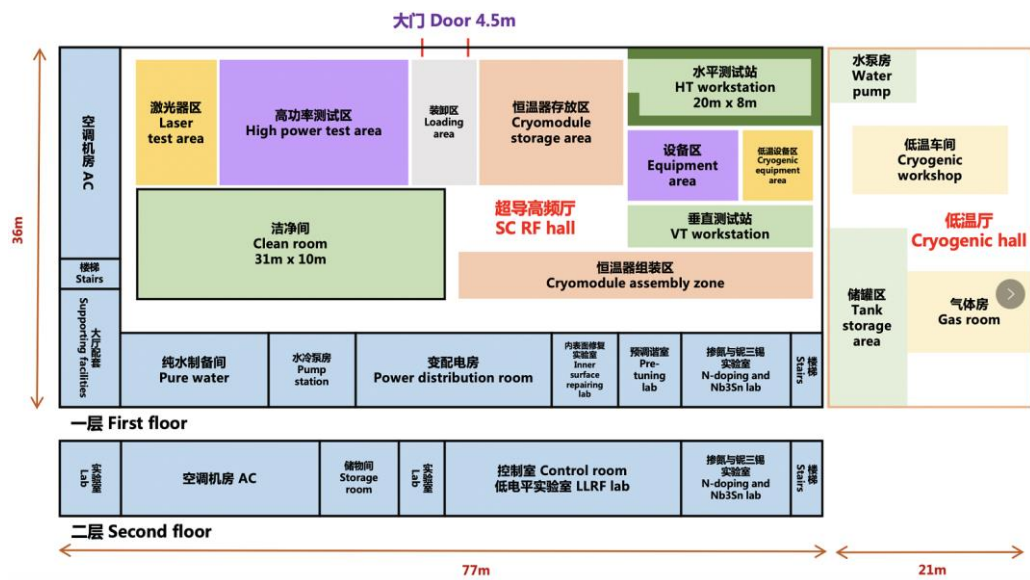 大门 Door 4.5m
空调机房 AC
激光器区
Laser
test area
高功率测试区
High power test area
装卸区
Loading
area
恒温器存放区
Cryomodule
storage area
水平测试站
HT workstation
20m x 8m
水泵房
Water
pump
设备区
Equipment
area
低温设备区
Cryogenic
equipment
area
低温车间
Cryogenic
workshop
36m
洁净间
Clean room
31m x 10m
超导高频厅
SC RF hall
垂直测试站
VT workstation
低温厅
Cryogenic hall
楼梯
Stairs
恒温器组装区
Cryomodule assembly zone
储罐区
Tank
storage
area
气体房
Gas room
大厅配套
Supporting facilities
纯水制备间
Pure water
水冷泵房
Pump
station
变配电房
Power distribution room
内表面修复
实验室
Inner
surface
repairing
lab
预调谐室
Pre-
tuning
lab
掺氮与铌三锡
实验室
N-doping and
Nb3Sn lab
楼梯
Stairs
一层 First floor
实验室
Lab
空调机房 AC
储物间
Storage
room
实验室
Lab
控制室 Control room
低电平实验室 LLRF lab
掺氮与铌三锡
实验室
N-doping and
Nb3Sn lab
楼梯
Stairs
二层 Second floor
77m
21m